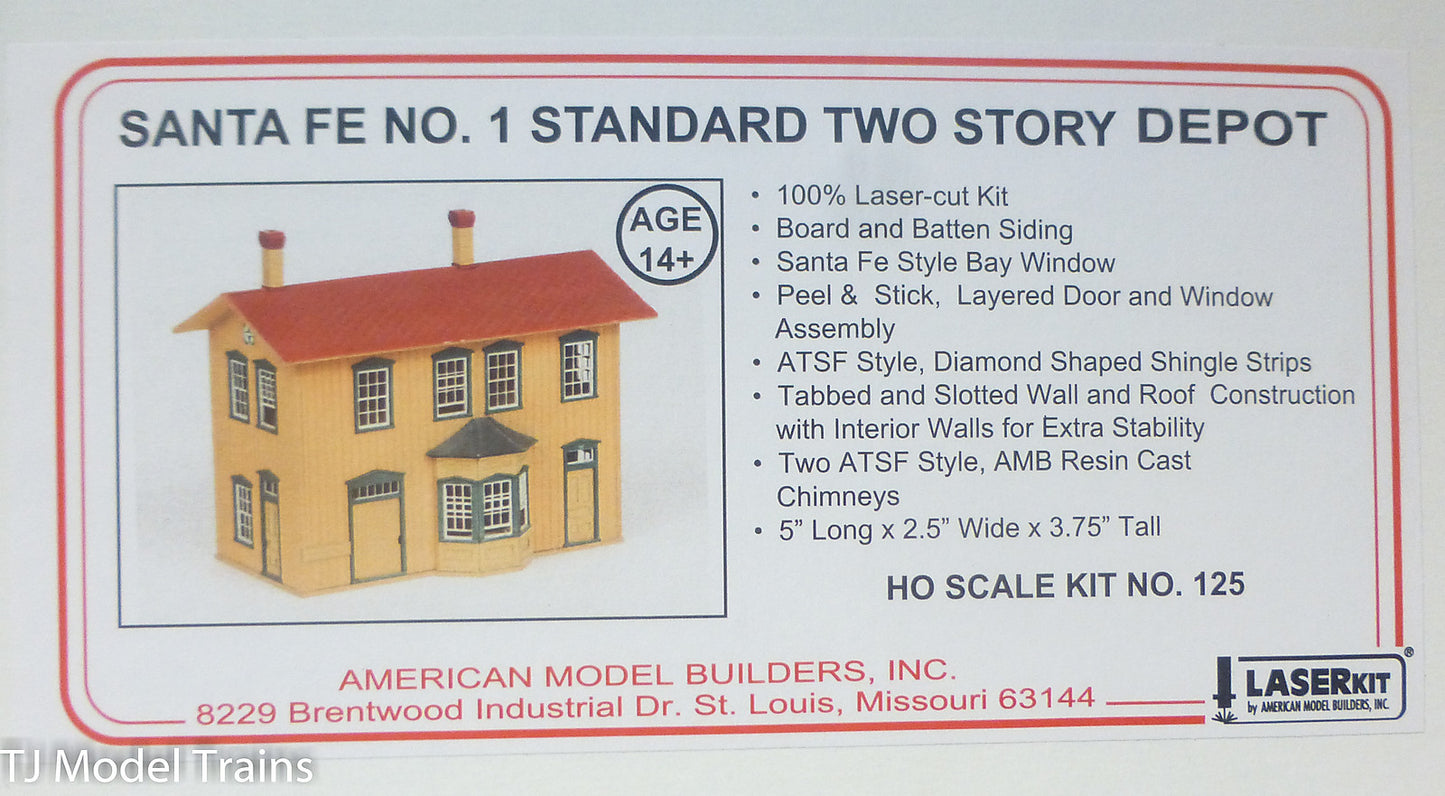 SANTA FE NO. 1 STANDARD TWO STORY DEPOT
AGE
14+
• 100% Laser-cut Kit
• Board and Batten Siding
• Santa Fe Style Bay Window
• Peel & Stick, Layered Door and Window
Assembly
• ATSF Style, Diamond Shaped Shingle Strips
• Tabbed and Slotted Wall and Roof Construction
with Interior Walls for Extra Stability
• Two ATSF Style, AMB Resin Cast
Chimneys
• 5” Long x 2.5” Wide x 3.75” Tall
HO SCALE KIT NO. 125
AMERICAN MODEL BUILDERS, INC.
8229 Brentwood Industrial Dr. St. Louis, Missouri 63144
LASERKIT®
by AMERICAN MODEL BUILDERS, INC.
TJ Model Trains